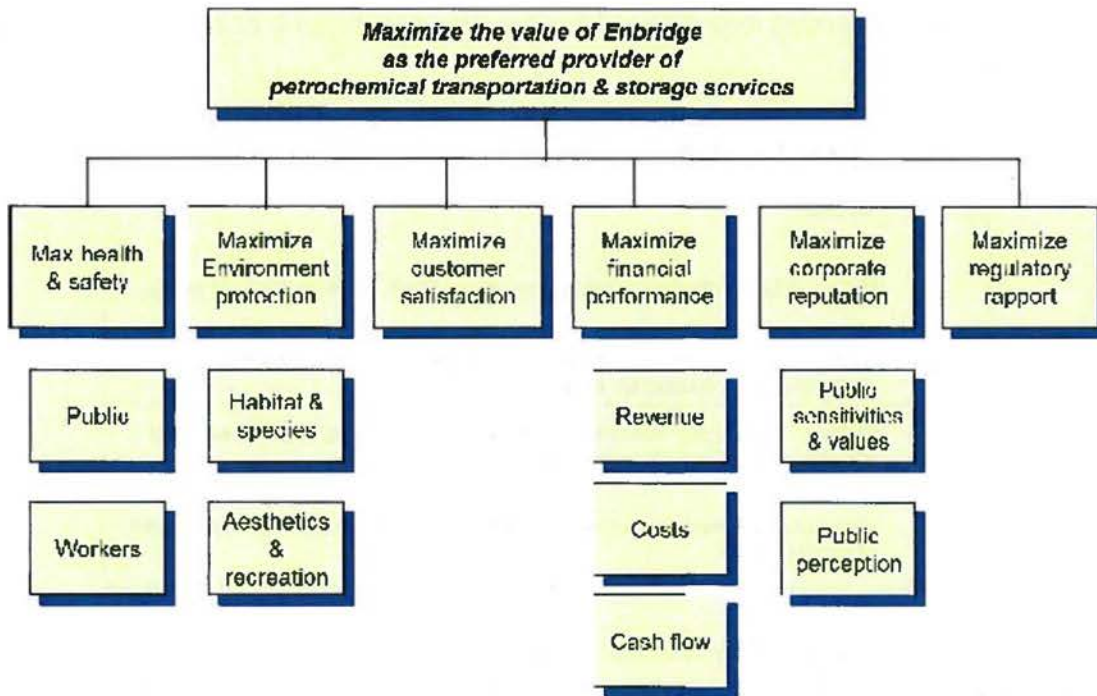 Maximize the value of Enbridge
as the preferred provider of
petrochemical transportation & storage services
Max health
& safety
Maximize
Environment
protection
Maximize
customer
satisfaction
Maximize
financial
performance
Maximize
corporate
reputation
Maximize
regulatory
rapport
Public
Habitat &
species
Revenue
Public
sensitivities
& values
Workers
Aesthetics
&
recreation
Costs
Public
perception
Cash flow